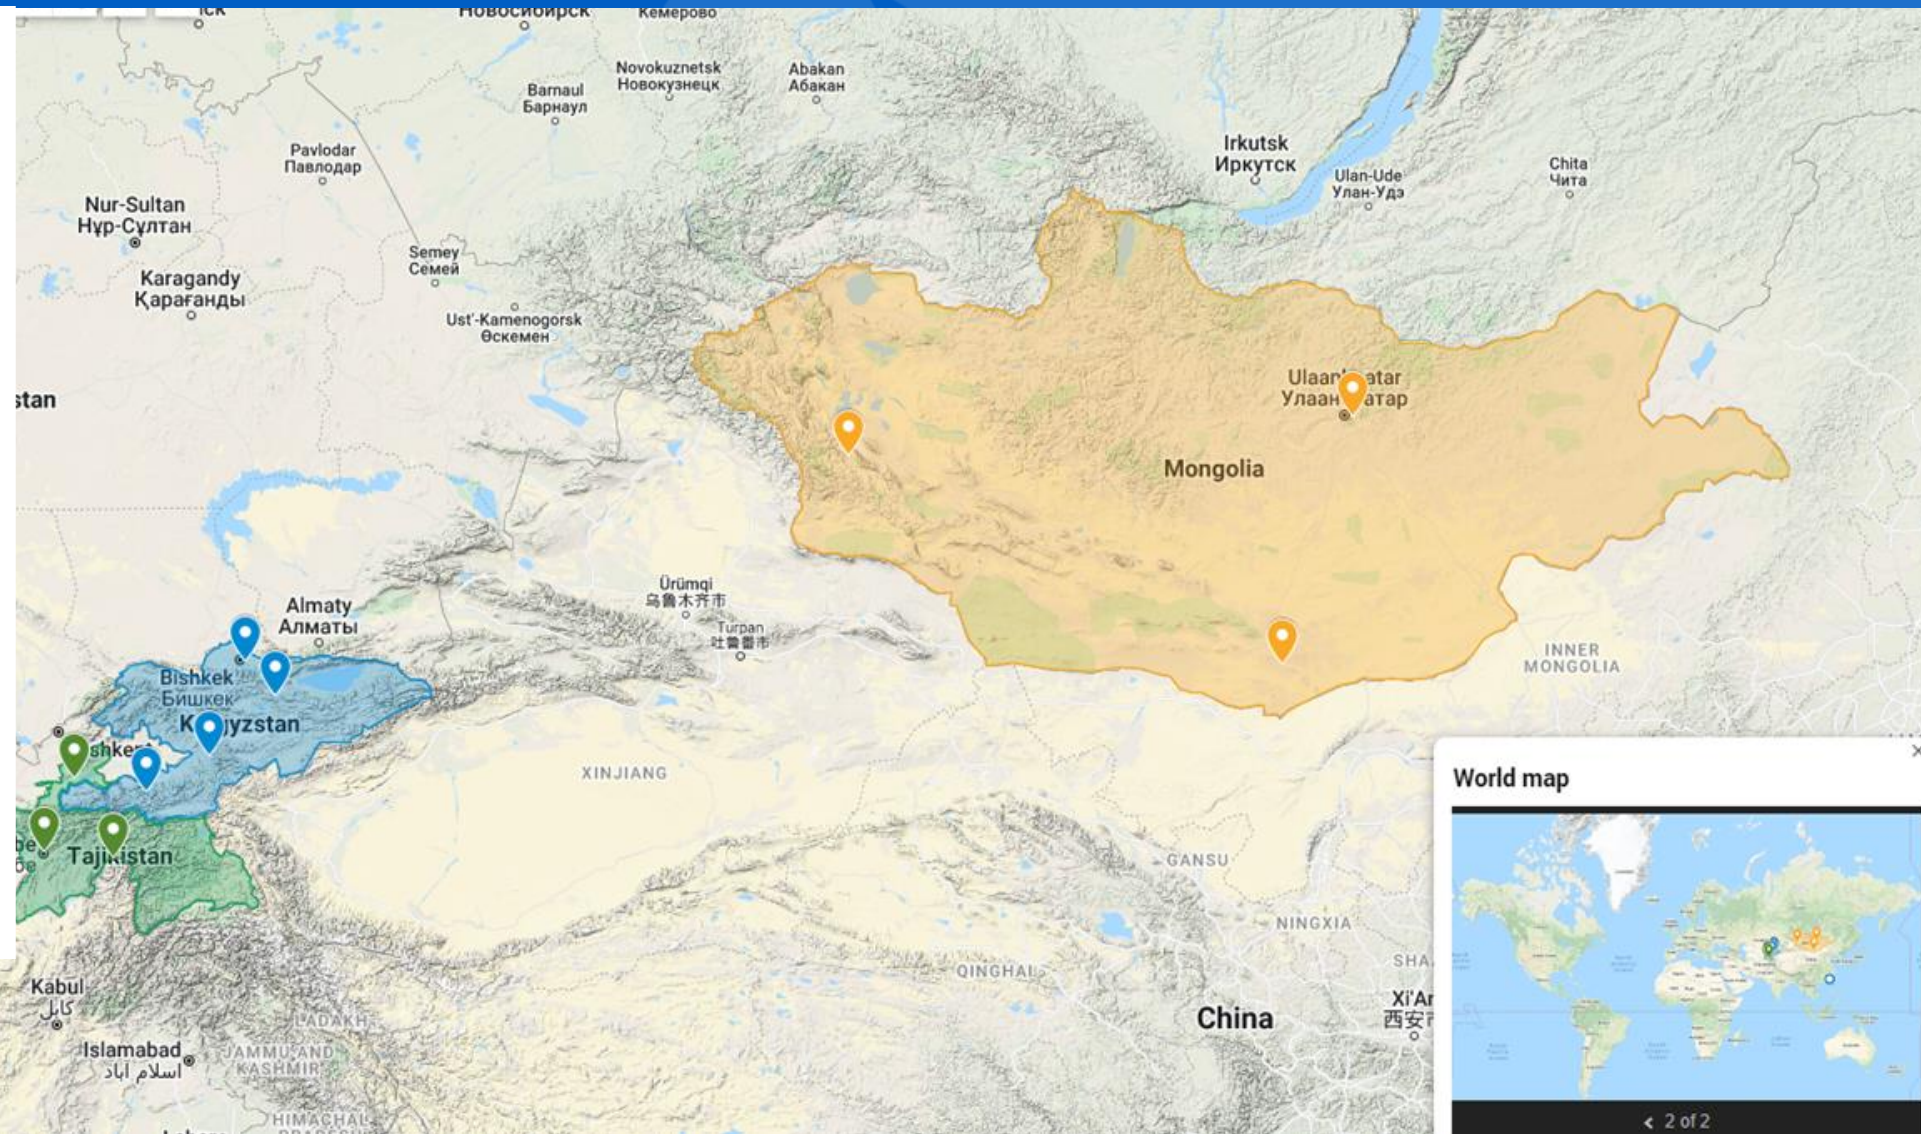 Новосибирск
Кемерово
Novokuznetsk
Новокузнецк
Abakan
Абакан
Barnaul
Барнаул
Pavlodar
Павлодар
Irkutsk
Иркутск
Ulan-Ude
Улан-Удэ
Chita
Чита
Nur-Sultan
Нұр-Сұлтан
Semey
Семей
Karagandy
Қарағанды
Ust'-Kamenogorsk
Өскемен
stan
Mongolia
Ürümqi
乌鲁木齐市
Almaty
Алматы
Turpan
吐鲁番市
INNER
MONGOLIA
Bishkek
Бишкек
shkent
XINJIANG
World map
Tajikistan
GANSU
NINGXIA
QINGHAI
SHA
Kabul
کابل
China
LADAKH
Islamabad
اسلام آباد
JAMMU AND
KASHMIR
HIMACHAL
2 of 2